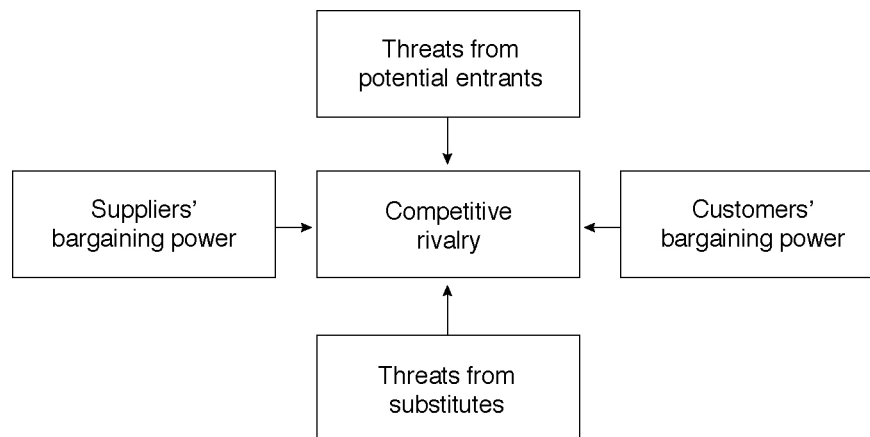 Threats from
potential entrants
Suppliers’
bargaining power
Competitive
rivalry
Customers’
bargaining power
Threats from
substitutes